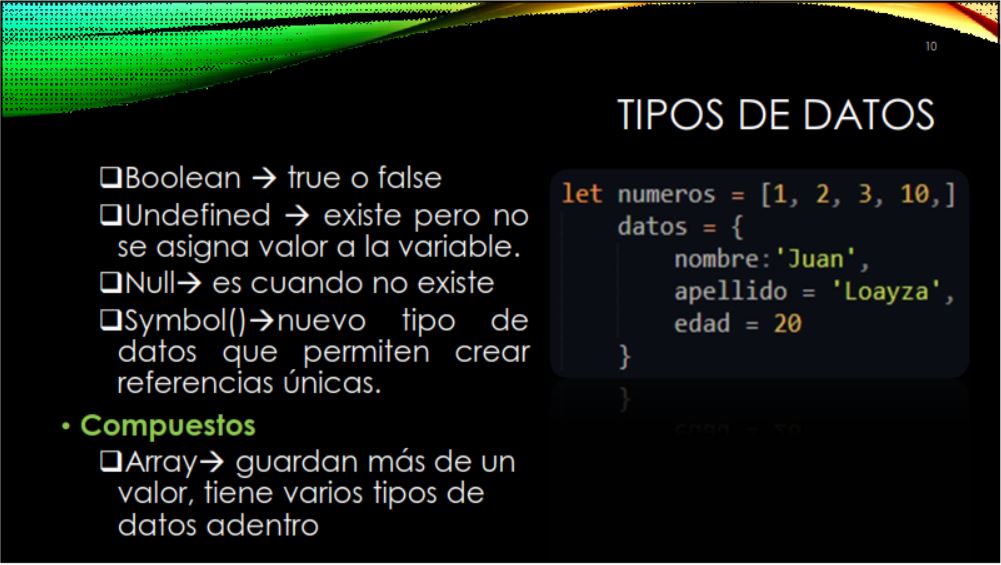 10
TIPOS DE DATOS
❑Boolean → true o false
❑Undefined → existe pero no
se asigna valor a la variable.
❑Null→ es cuando no existe
❑Symbol()→nuevo tipo de
datos que permiten crear
referencias únicas.
• Compuestos
❑Array→ guardan más de un
valor, tiene varios tipos de
datos adentro
let numeros = [1, 2, 3, 10,]
datos = {
nombre:'Juan',
apellido = 'Loayza',
edad = 20
}